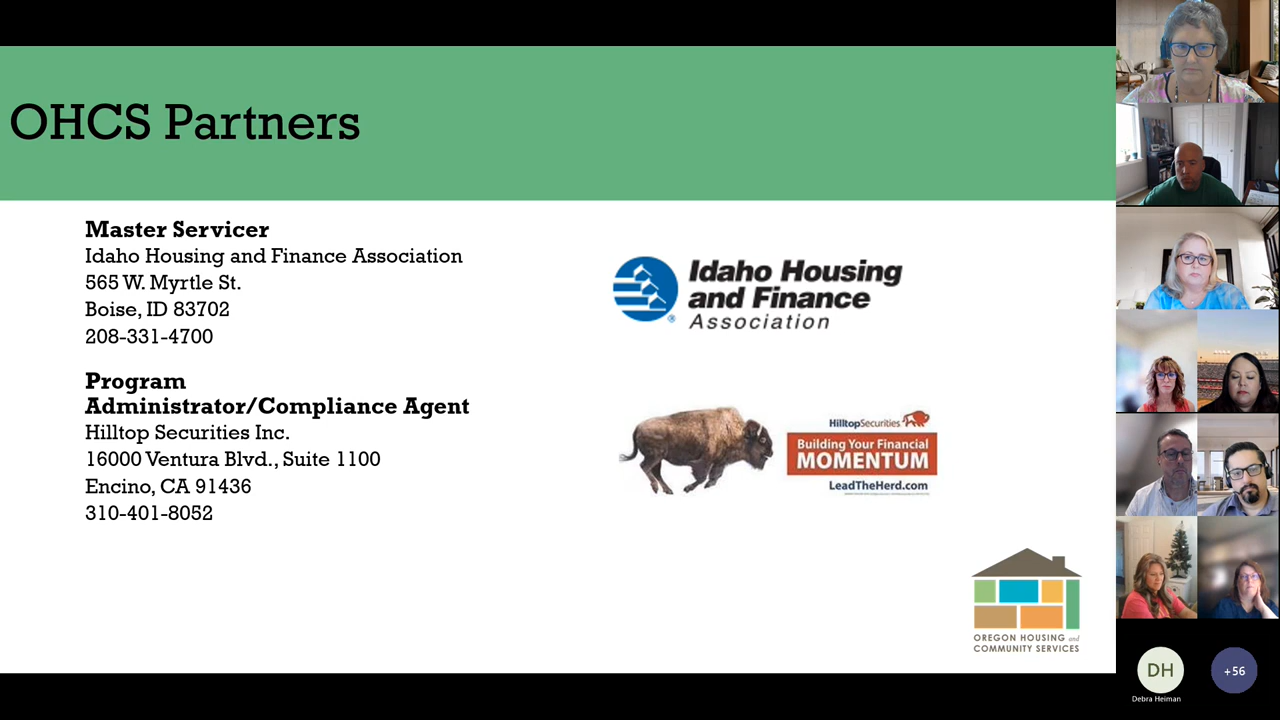 OHCS Partners
Master Servicer
Idaho Housing and Finance Association
565 W. Myrtle St.
Boise, ID 83702
208-331-4700
Program
Administrator/Compliance Agent
Hilltop Securities Inc.
16000 Ventura Blvd., Suite 1100
Encino, CA 91436
310-401-8052
Idaho Housing
and Finance
Association
®
HilltopSecurities
Building Your Financial
MOMENTUM
LeadTheHerd.com
OREGON HOUSING and
COMMUNITY SERVICES
DH
Debra Heiman
+56